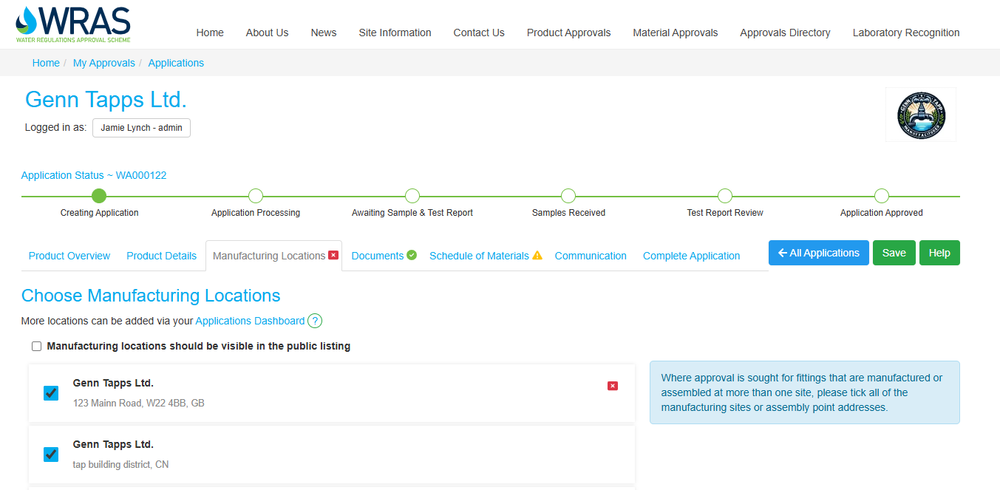 WRAS
WATER REGULATIONS APPROVAL SCHEME
Home About Us News Site Information Contact Us Product Approvals Material Approvals Approvals Directory Laboratory Recognition
Home / My Approvals / Applications
Genn Tapps Ltd.
Logged in as: Jamie Lynch - admin
GENN TAPP
MANUFACITURER
Application Status ~ WA000122
Creating Application Application Processing Awaiting Sample & Test Report Samples Received Test Report Review Application Approved
Product Overview Product Details Manufacturing Locations Documents Schedule of Materials Communication Complete Application All Applications Save Help
Choose Manufacturing Locations
More locations can be added via your Applications Dashboard ?
Manufacturing locations should be visible in the public listing
Genn Tapps Ltd.
123 Mainn Road, W22 4BB, GB
Where approval is sought for fittings that are manufactured or
assembled at more than one site, please tick all of the
manufacturing sites or assembly point addresses.
Genn Tapps Ltd.
tap building district, CN